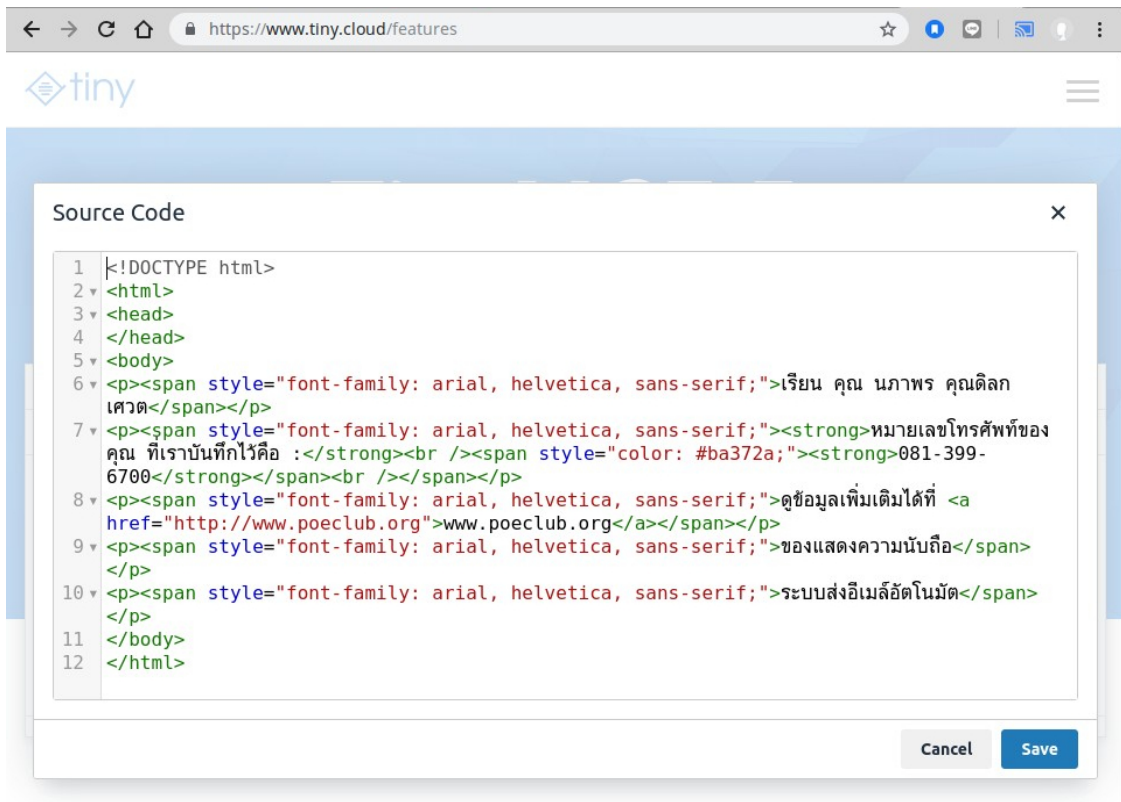 https://www.tiny.cloud/features
tiny
Source Code
1 <!DOCTYPE html>
2 <html>
3 <head>
4 </head>
5 <body>
6 <p><span style="font-family: arial, helvetica, sans-serif;">เรียน คุณ นภาพร คุณดิลก
เศวต</span></p>
7 <p><span style="font-family: arial, helvetica, sans-serif;"><strong>หมายเลขโทรศัพท์ของ
คุณ ที่เราบันทึกไว้คือ :</strong><br /><span style="color: #ba372a;"><strong>081-399-
6700</strong></span><br /></span></p>
8 <p><span style="font-family: arial, helvetica, sans-serif;">ดูข้อมูลเพิ่มเติมได้ที่ <a
href="http://www.poeclub.org">www.poeclub.org</a></span></p>
9 <p><span style="font-family: arial, helvetica, sans-serif;">ของแสดงความนับถือ</span>
</p>
10 <p><span style="font-family: arial, helvetica, sans-serif;">ระบบส่งอีเมล์อัตโนมัต</span>
</p>
11 </body>
12 </html>
Cancel
Save